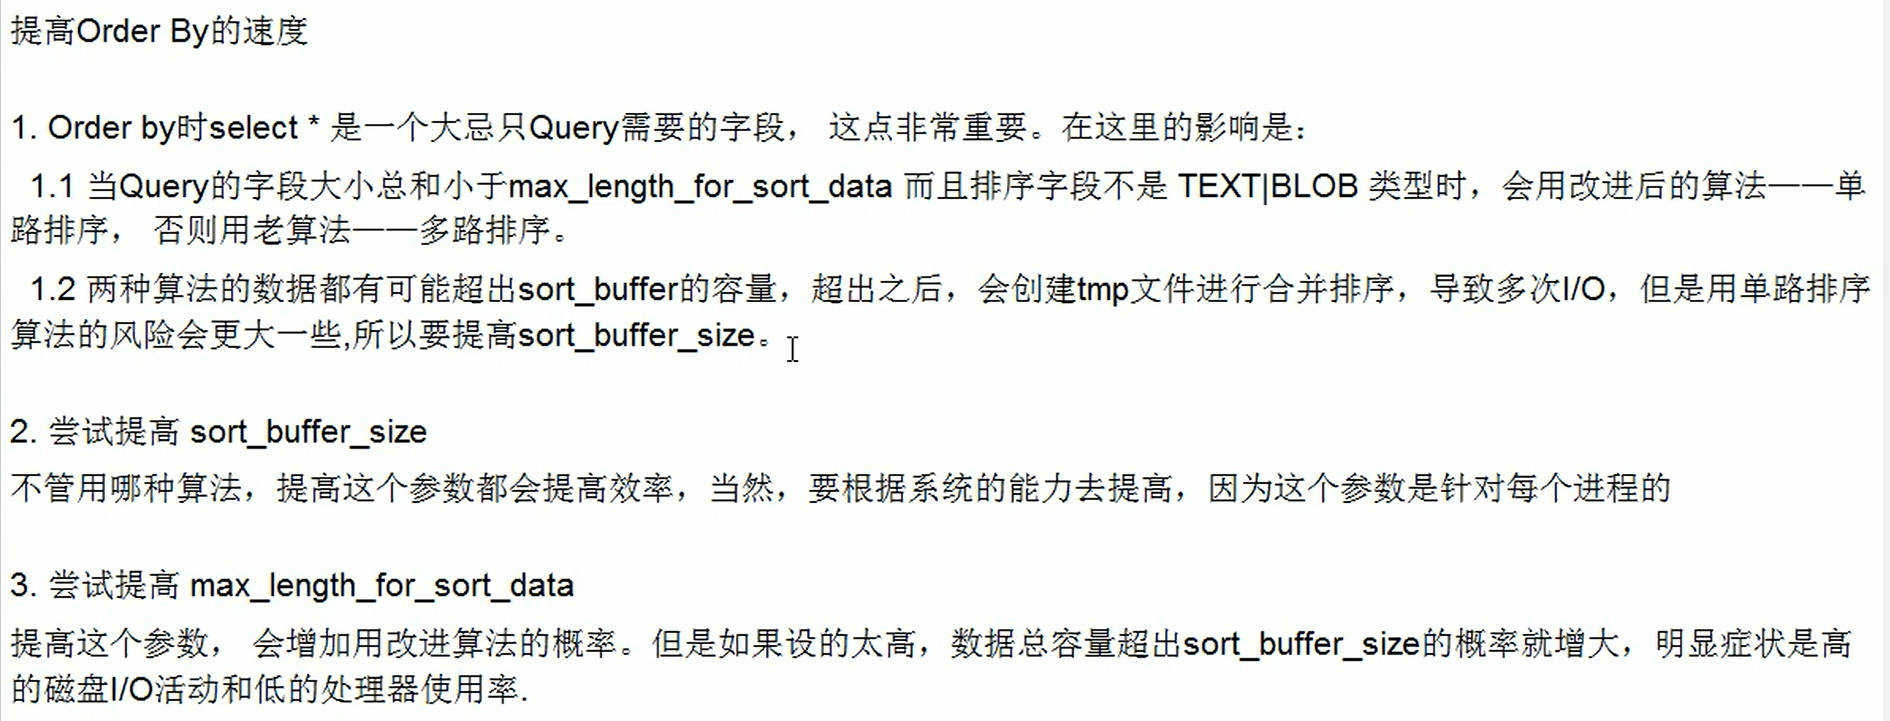 提高Order By的速度
1. Order by时select * 是一个大忌只Query需要的字段， 这点非常重要。在这里的影响是：
1.1 当Query的字段大小总和小于max_length_for_sort_data 而且排序字段不是 TEXT|BLOB 类型时，会用改进后的算法——单
路排序， 否则用老算法——多路排序。
1.2 两种算法的数据都有可能超出sort_buffer的容量，超出之后，会创建tmp文件进行合并排序，导致多次I/O，但是用单路排序
算法的风险会更大一些,所以要提高sort_buffer_size。
2. 尝试提高 sort_buffer_size
不管用哪种算法，提高这个参数都会提高效率，当然，要根据系统的能力去提高，因为这个参数是针对每个进程的
3. 尝试提高 max_length_for_sort_data
提高这个参数， 会增加用改进算法的概率。但是如果设的太高，数据总容量超出sort_buffer_size的概率就增大，明显症状是高
的磁盘I/O活动和低的处理器使用率.